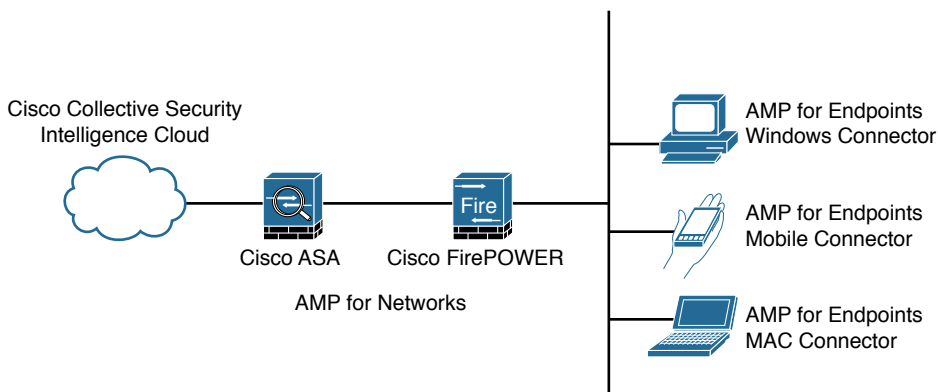 Cisco Collective Security
Intelligence Cloud
Fire
Cisco ASA
Cisco FirePOWER
AMP for Networks
AMP for Endpoints
Windows Connector
AMP for Endpoints
Mobile Connector
AMP for Endpoints
MAC Connector